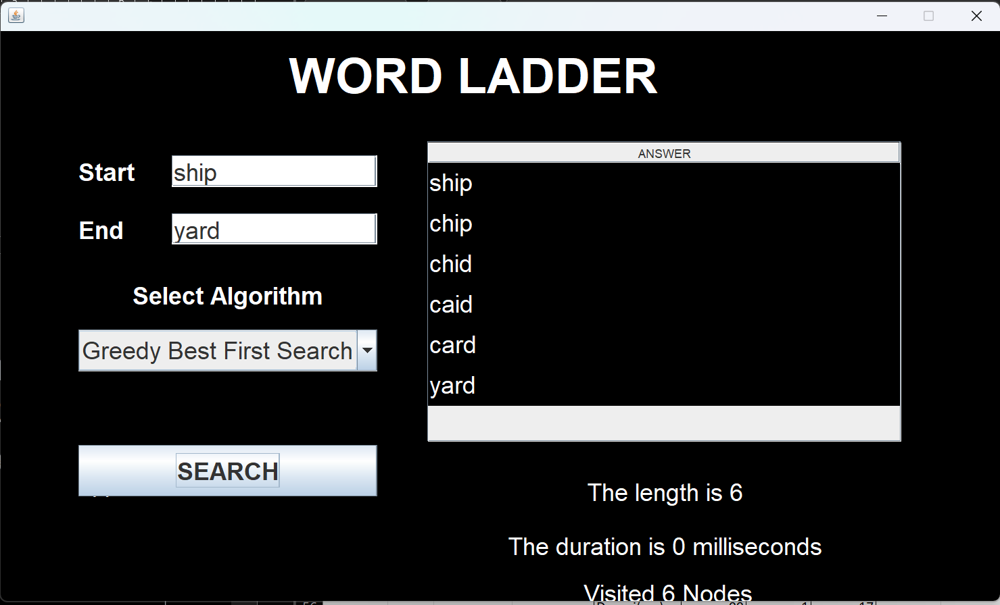 WORD LADDER
Start
ship
End
yard
Select Algorithm
Greedy Best First Search
SEARCH
ANSWER
ship
chip
chid
caid
card
yard
The length is 6
The duration is 0 milliseconds
Visited 6 Nodes